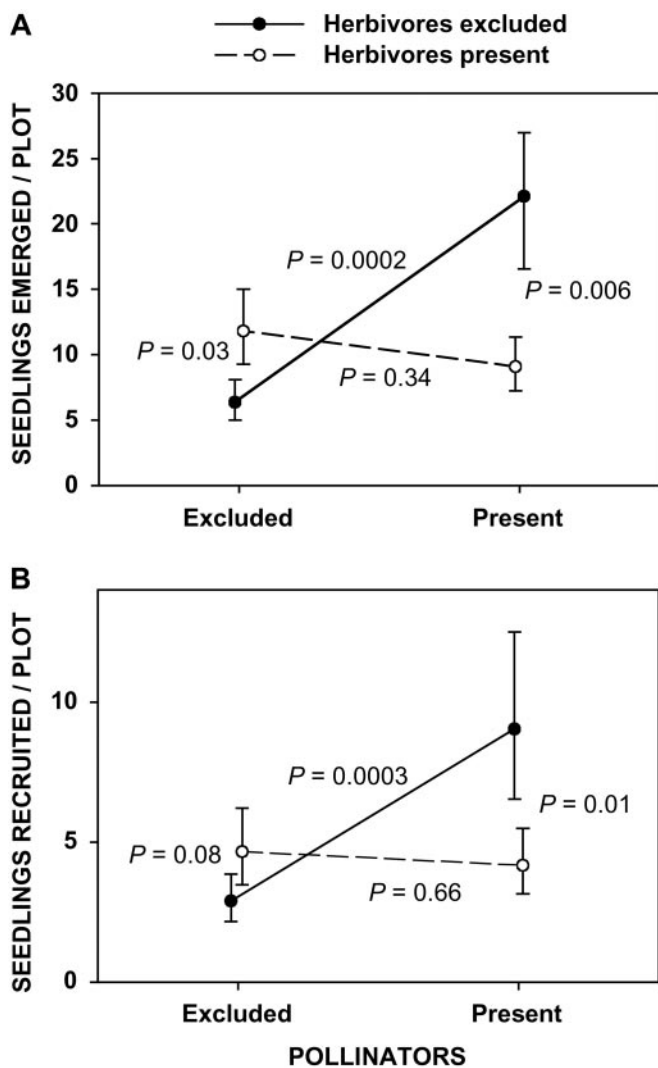 A
Herbivores excluded
Herbivores present
SEEDLINGS EMERGED / PLOT
30
25
20
15
10
5
0
P = 0.0002
P = 0.006
P = 0.03
P = 0.34
Excluded
Present
B
SEEDLINGS RECRUITED / PLOT
10
5
0
P = 0.0003
P = 0.01
P = 0.08
P = 0.66
Excluded
Present
POLLINATORS